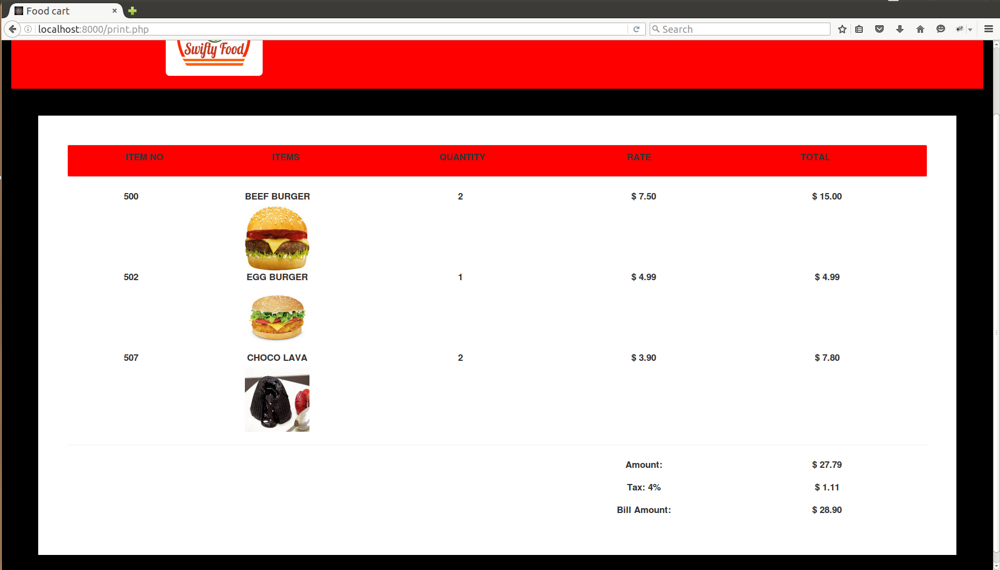 Food cart
localhost:8000/print.php
Search
Swifty Food
ITEM NO ITEMS QUANTITY RATE TOTAL
500 BEEF BURGER 2 $ 7.50 $ 15.00
502 EGG BURGER 1 $ 4.99 $ 4.99
507 CHOCO LAVA 2 $ 3.90 $ 7.80
Amount: $ 27.79
Tax: 4% $ 1.11
Bill Amount: $ 28.90